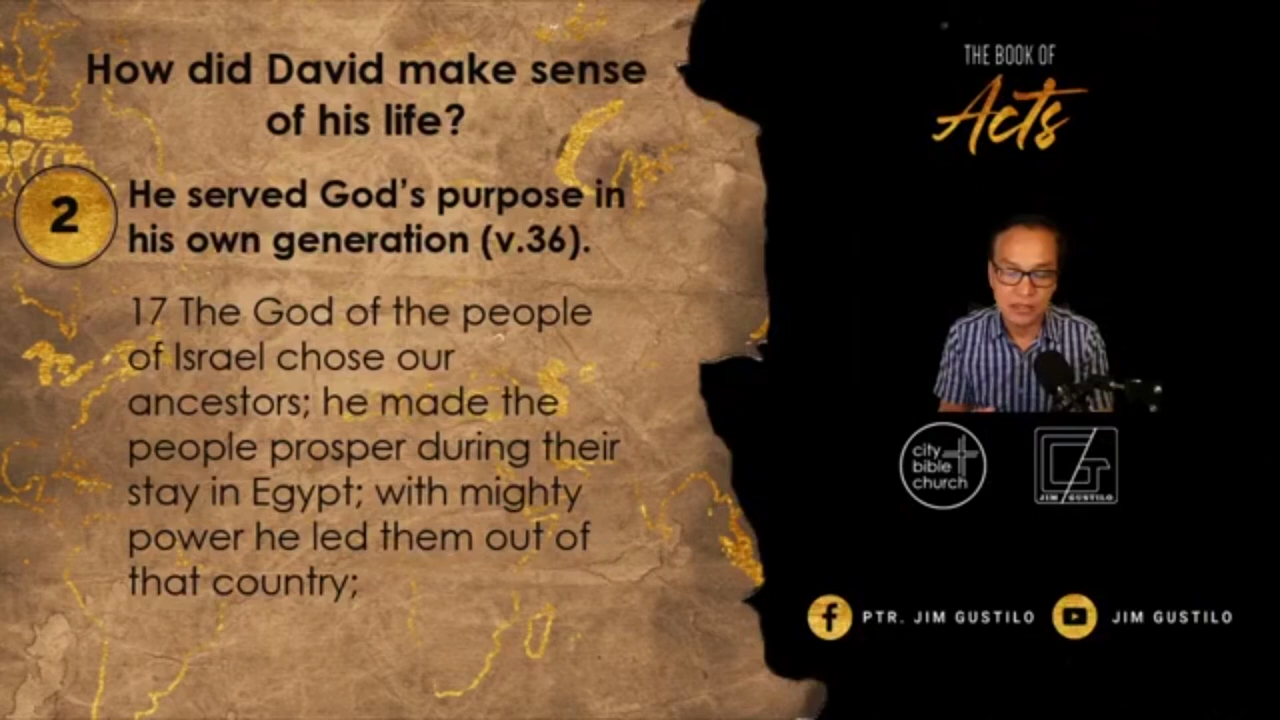 How did David make sense
of his life?
2
He served God's purpose in
his own generation (v.36).
17 The God of the people
of Israel chose our
ancestors; he made the
people prosper during their
stay in Egypt; with mighty
power he led them out of
that country;
THE BOOK OF
Acts
city
bible
church
JIM GUSTILO
PTR. JIM GUSTILO
JIM GUSTILO